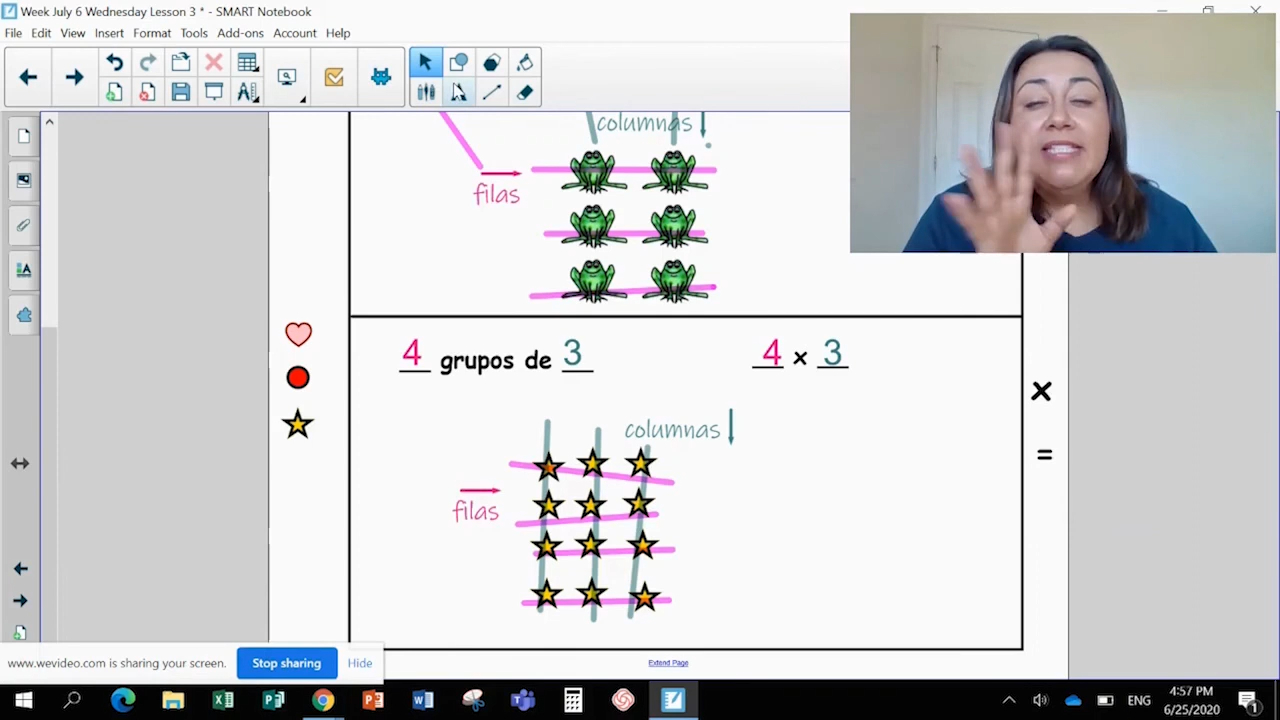 Week July 6 Wednesday Lesson 3 * - SMART Notebook
File Edit View Insert Format Tools Add-ons Account Help
columnas
filas
4 grupos de 3
4 × 3
columnas
filas
×
=
www.wevideo.com is sharing your screen.
Stop sharing
Hide
Extend Page
ENG
4:57 PM
6/25/2020
1